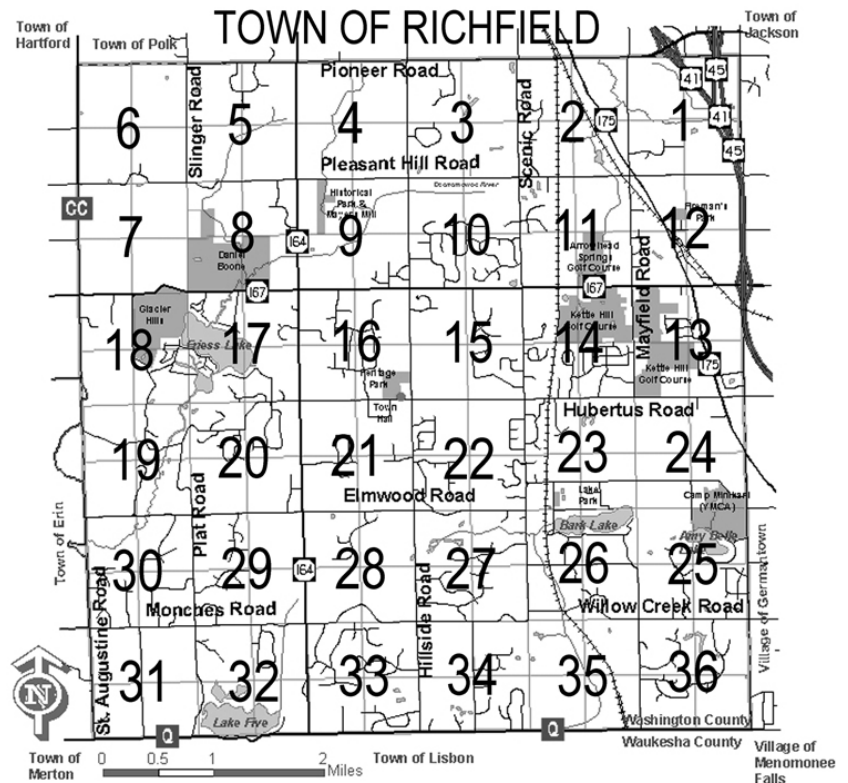 TOWN OF RICHFIELD
Town of
Hartford
Town of Polk
Town of
Jackson
Pioneer Road
Slinger Road
Scenic Road
41
45
6
5
4
3
2
175
1
41
45
Pleasant Hill Road
Oconomowoc River
CC
Historical
Park &
7
8
164
9
10
11
12
Daniel
Boone
Arrowhead
Springs
Golf Course
Mayfield Road
167
167
Glacier
Hills
Kettle Hill
Golf Course
18
Friess Lake
17
16
15
14
13
175
Heritage
Park
Town
Hall
Kettle Hill
Golf Course
Hubertus Road
19
20
21
22
23
24
Plat Road
Elmwood Road
Lake
Park
Camp Minikani
(YMCA)
Bark Lake
Amy Belle
Lake
Town of Erin
Village of Germantown
30
29
164
28
27
26
25
St. Augustine Road
Monches Road
Hillside Road
Willow Creek Road
31
32
33
34
35
36
N
Lake Five
Q
Q
Washington County
Waukesha County
Town of
Merton
0
0.5
1
2
Miles
Town of Lisbon
Village of
Menomonee
Falls